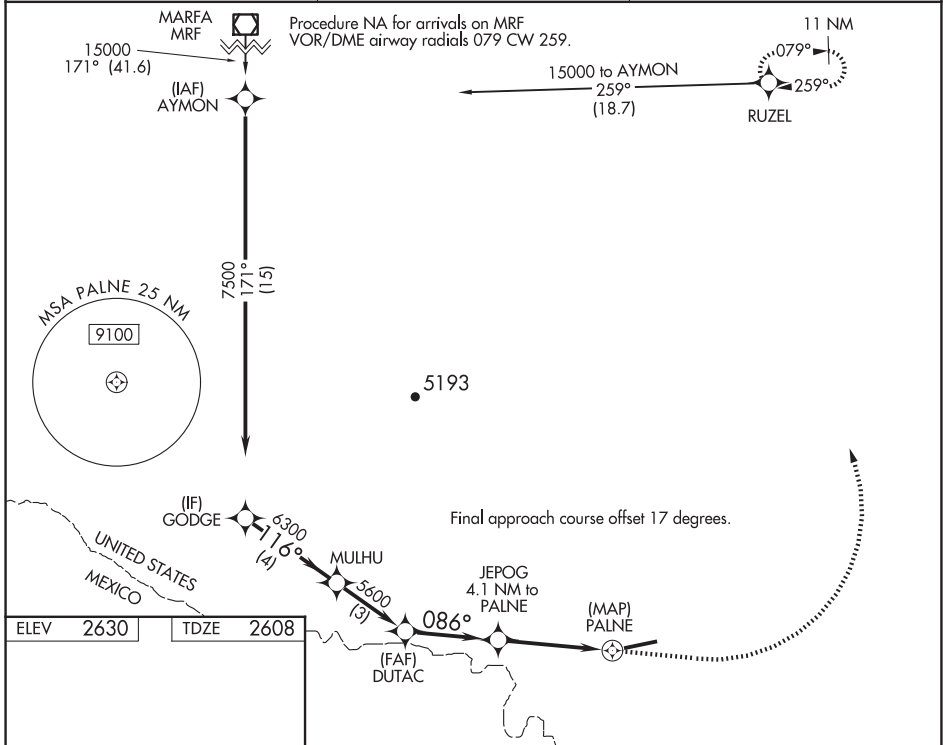 MARFA
MRF
Procedure NA for arrivals on MRF
VOR/DME airway radials 079 CW 259.
11 NM
15000
171° (41.6)
079°
259°
15000 to AYMON
259°
(18.7)
RUZEL
(IAF)
AYMON
7500
171°
(15)
MSA PALNE 25 NM
9100
5193
(IF)
GODGE
6300
116°
(4)
Final approach course offset 17 degrees.
UNITED STATES
MEXICO
MULHU
5600
(3)
JEPOG
4.1 NM to
PALNE
086°
(MAP)
PALNE
(FAF)
DUTAC
ELEV 2630
TDZE 2608